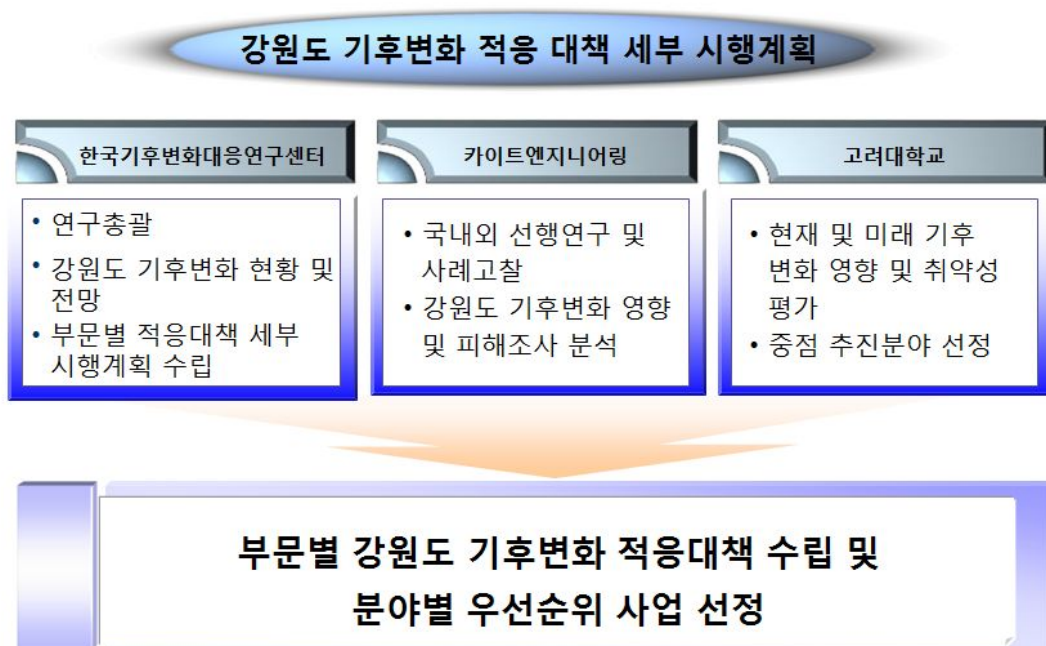 강원도 기후변화 적응 대책 세부 시행계획
한국기후변화대응연구센터
• 연구총괄
• 강원도 기후변화 현황 및
전망
• 부문별 적응대책 세부
시행계획 수립
카이트엔지니어링
• 국내외 선행연구 및
사례고찰
• 강원도 기후변화 영향
및 피해조사 분석
고려대학교
• 현재 및 미래 기후
변화 영향 및 취약성
평가
• 중점 추진분야 선정
부문별 강원도 기후변화 적응대책 수립 및
분야별 우선순위 사업 선정